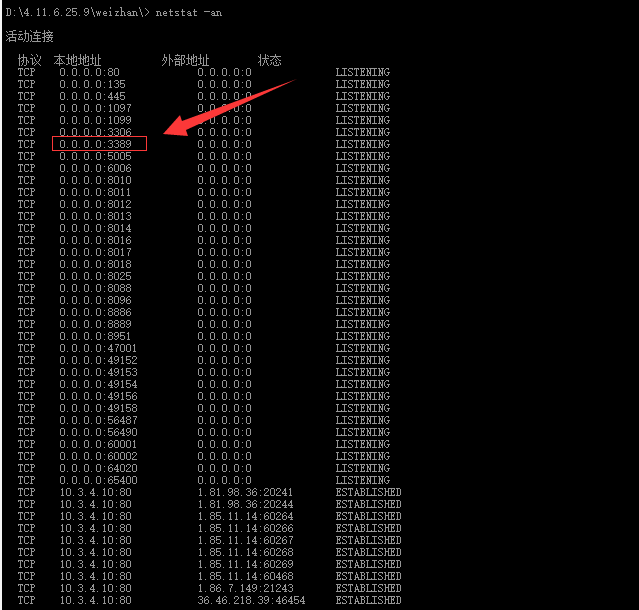 D:\4.11.6.25.9\weizhan\> netstat -an
活动连接
协议 本地地址 外部地址 状态
TCP 0.0.0.0:80 0.0.0.0:0 LISTENING
TCP 0.0.0.0:135 0.0.0.0:0 LISTENING
TCP 0.0.0.0:445 0.0.0.0:0 LISTENING
TCP 0.0.0.0:1097 0.0.0.0:0 LISTENING
TCP 0.0.0.0:1099 0.0.0.0:0 LISTENING
TCP 0.0.0.0:3306 0.0.0.0:0 LISTENING
TCP 0.0.0.0:3389 0.0.0.0:0 LISTENING
TCP 0.0.0.0:5005 0.0.0.0:0 LISTENING
TCP 0.0.0.0:6006 0.0.0.0:0 LISTENING
TCP 0.0.0.0:8010 0.0.0.0:0 LISTENING
TCP 0.0.0.0:8011 0.0.0.0:0 LISTENING
TCP 0.0.0.0:8012 0.0.0.0:0 LISTENING
TCP 0.0.0.0:8013 0.0.0.0:0 LISTENING
TCP 0.0.0.0:8014 0.0.0.0:0 LISTENING
TCP 0.0.0.0:8016 0.0.0.0:0 LISTENING
TCP 0.0.0.0:8017 0.0.0.0:0 LISTENING
TCP 0.0.0.0:8018 0.0.0.0:0 LISTENING
TCP 0.0.0.0:8025 0.0.0.0:0 LISTENING
TCP 0.0.0.0:8088 0.0.0.0:0 LISTENING
TCP 0.0.0.0:8096 0.0.0.0:0 LISTENING
TCP 0.0.0.0:8886 0.0.0.0:0 LISTENING
TCP 0.0.0.0:8889 0.0.0.0:0 LISTENING
TCP 0.0.0.0:8951 0.0.0.0:0 LISTENING
TCP 0.0.0.0:47001 0.0.0.0:0 LISTENING
TCP 0.0.0.0:49152 0.0.0.0:0 LISTENING
TCP 0.0.0.0:49153 0.0.0.0:0 LISTENING
TCP 0.0.0.0:49154 0.0.0.0:0 LISTENING
TCP 0.0.0.0:49156 0.0.0.0:0 LISTENING
TCP 0.0.0.0:49158 0.0.0.0:0 LISTENING
TCP 0.0.0.0:56487 0.0.0.0:0 LISTENING
TCP 0.0.0.0:56490 0.0.0.0:0 LISTENING
TCP 0.0.0.0:60001 0.0.0.0:0 LISTENING
TCP 0.0.0.0:60002 0.0.0.0:0 LISTENING
TCP 0.0.0.0:64020 0.0.0.0:0 LISTENING
TCP 0.0.0.0:65400 0.0.0.0:0 LISTENING
TCP 10.3.4.10:80 1.81.98.36:20241 ESTABLISHED
TCP 10.3.4.10:80 1.81.98.36:20244 ESTABLISHED
TCP 10.3.4.10:80 1.85.11.14:60264 ESTABLISHED
TCP 10.3.4.10:80 1.85.11.14:60266 ESTABLISHED
TCP 10.3.4.10:80 1.85.11.14:60267 ESTABLISHED
TCP 10.3.4.10:80 1.85.11.14:60268 ESTABLISHED
TCP 10.3.4.10:80 1.85.11.14:60269 ESTABLISHED
TCP 10.3.4.10:80 1.85.11.14:60468 ESTABLISHED
TCP 10.3.4.10:80 1.86.7.149:21243 ESTABLISHED
TCP 10.3.4.10:80 36.46.218.39:46454 ESTABLISHED